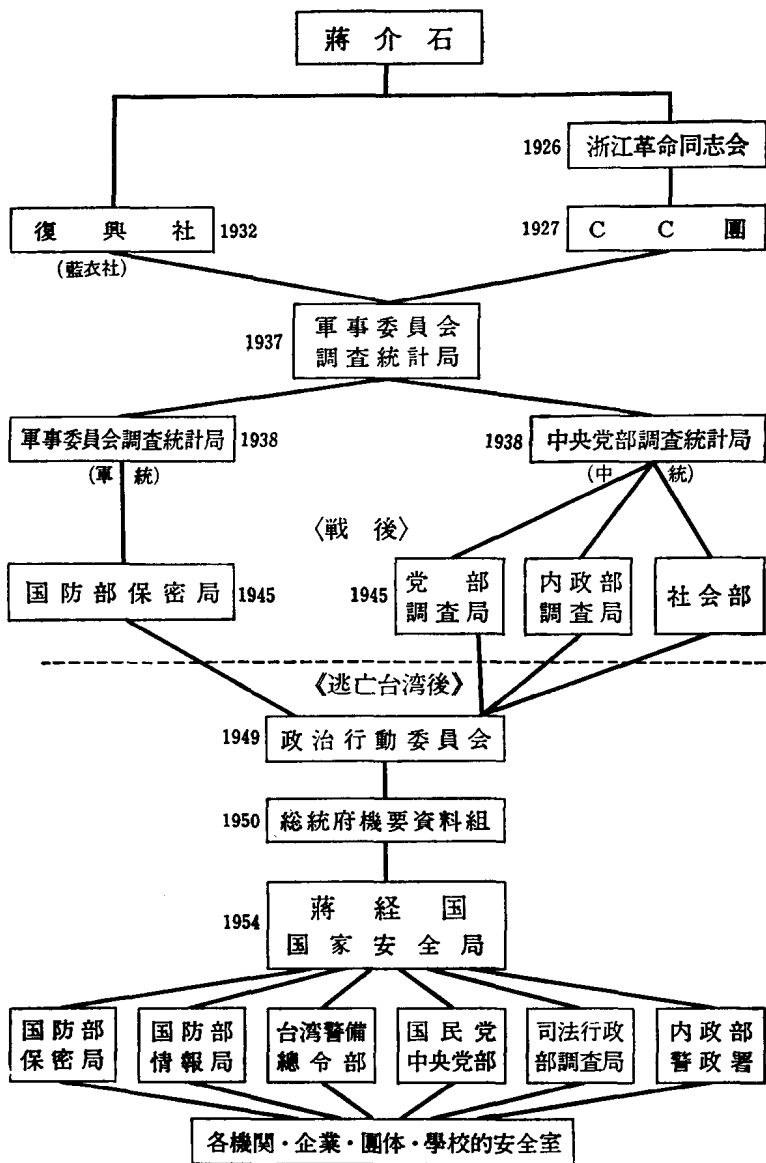 蔣介石
1926 浙江革命同志会
復興社 1932
(藍衣社)
1927 CC團
1937
軍事委員会
調査統計局
軍事委員会調査統計局 1938
(軍統)
1938 中央党部調査統計局
(中統)
〈戦後〉
国防部保密局 1945
1945
党部
調査局
内政部
調査局
社会部
《逃亡台湾後》
1949 政治行動委員会
1950 総統府機要資料組
1954
蔣経国
国家安全局
国防部
保密局
国防部
情報局
台湾警備
總令部
国民党
中央党部
司法行政
部調査局
内政部
警政署
各機関・企業・團体・學校的安全室